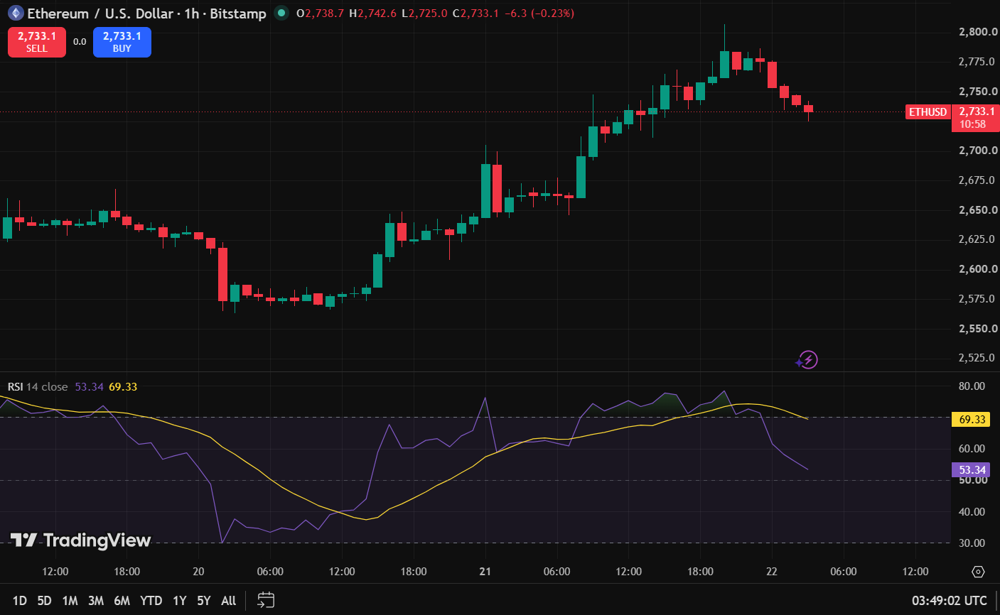 Ethereum / U.S. Dollar · 1h · Bitstamp O2,738.7 H2,742.6 L2,725.0 C2,733.1 −6.3 (−0.23%)
2,733.1 SELL 0.0 2,733.1 BUY
2,800.0
2,775.0
2,750.0
ETHUSD 2,733.1
10:58
2,700.0
2,675.0
2,650.0
2,625.0
2,600.0
2,575.0
2,550.0
2,525.0
RSI 14 close 53.34 69.33
80.00
69.33
60.00
53.34
50.00
40.00
TradingView
30.00
12:00 18:00 20 06:00 12:00 18:00 21 06:00 12:00 18:00 22 06:00 12:00
1D 5D 1M 3M 6M YTD 1Y 5Y All 03:49:02 UTC